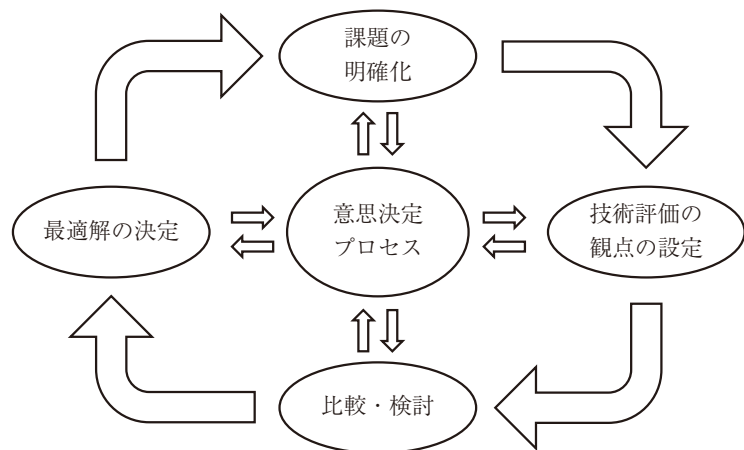 課題の
明確化
最適解の決定
意思決定
プロセス
技術評価の
観点の設定
比較・検討